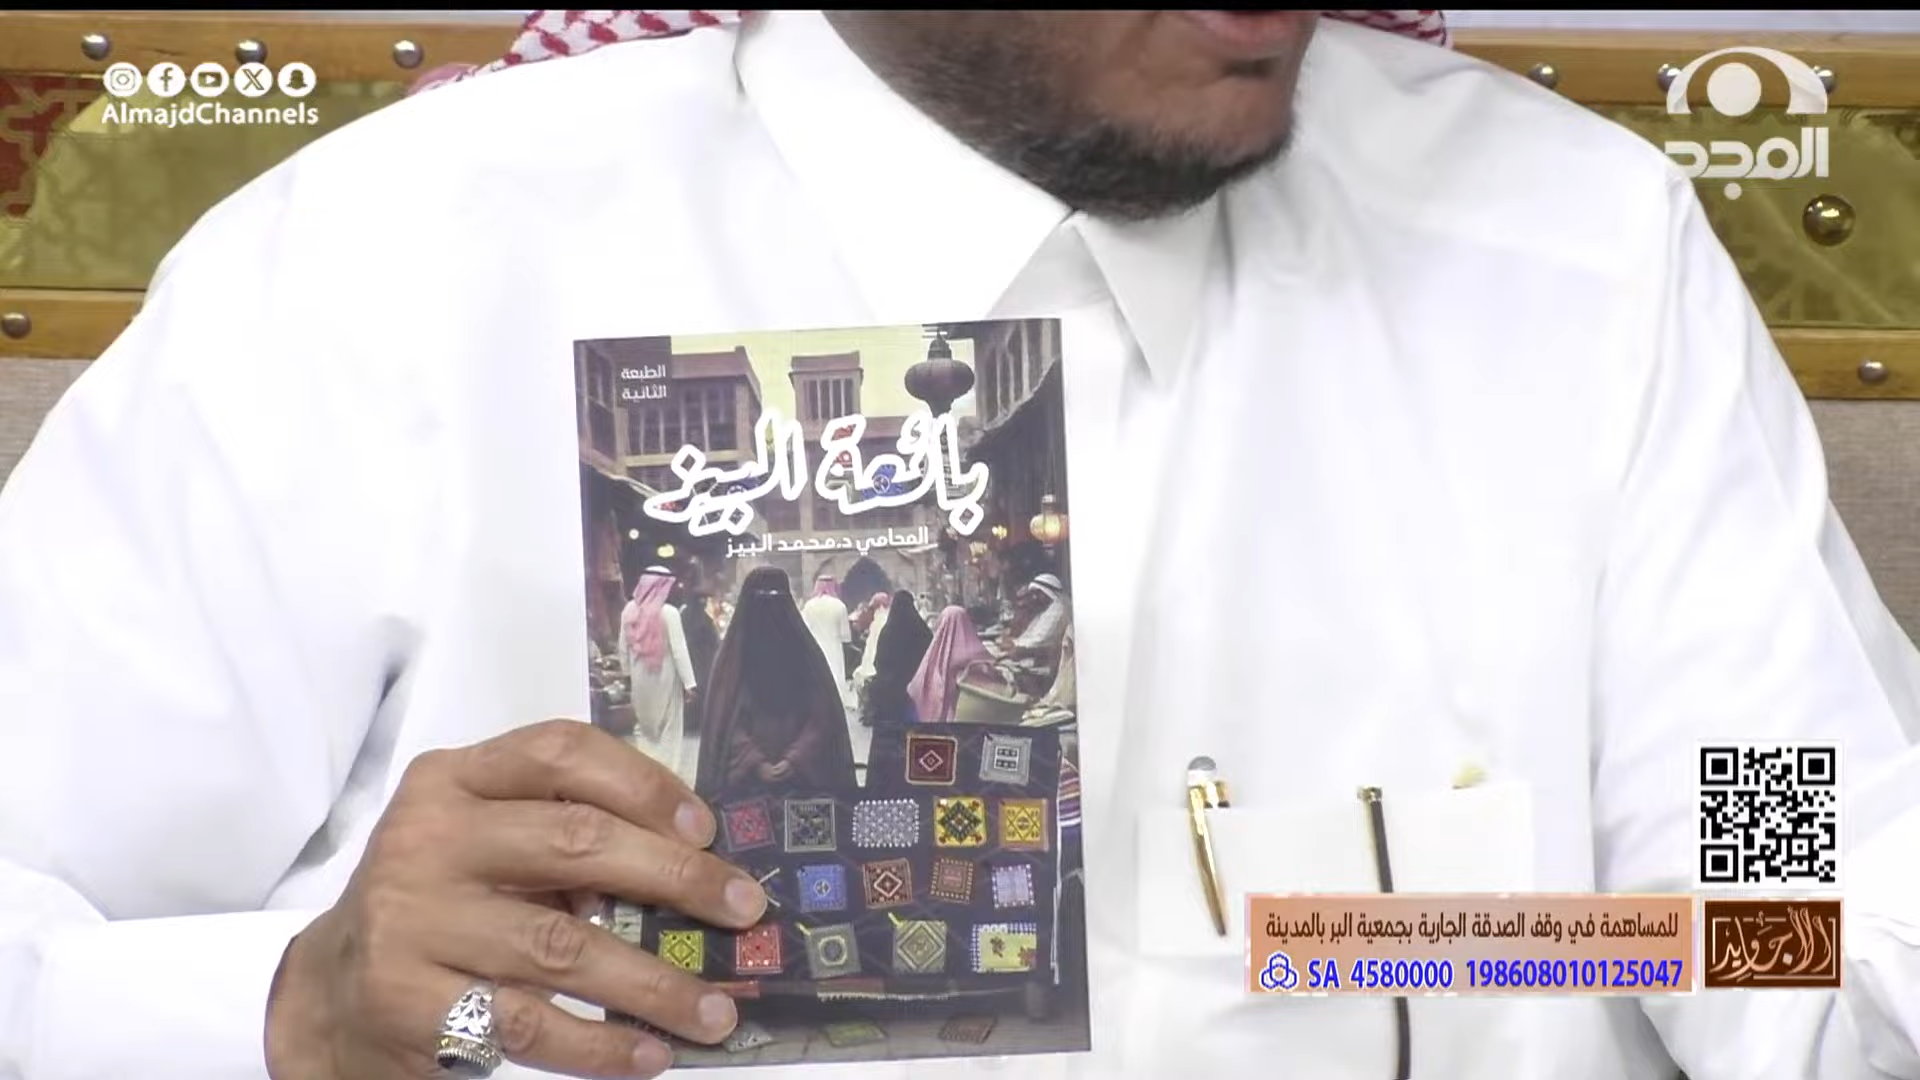 AlmajdChannels
المجد
الطبعة
الثانية
بائعة البيز
المحامي د.محمد البيز
للمساهمة في وقف الصدقة الجارية بجمعية البر بالمدينة
SA 4580000 198608010125047
الأجاويد